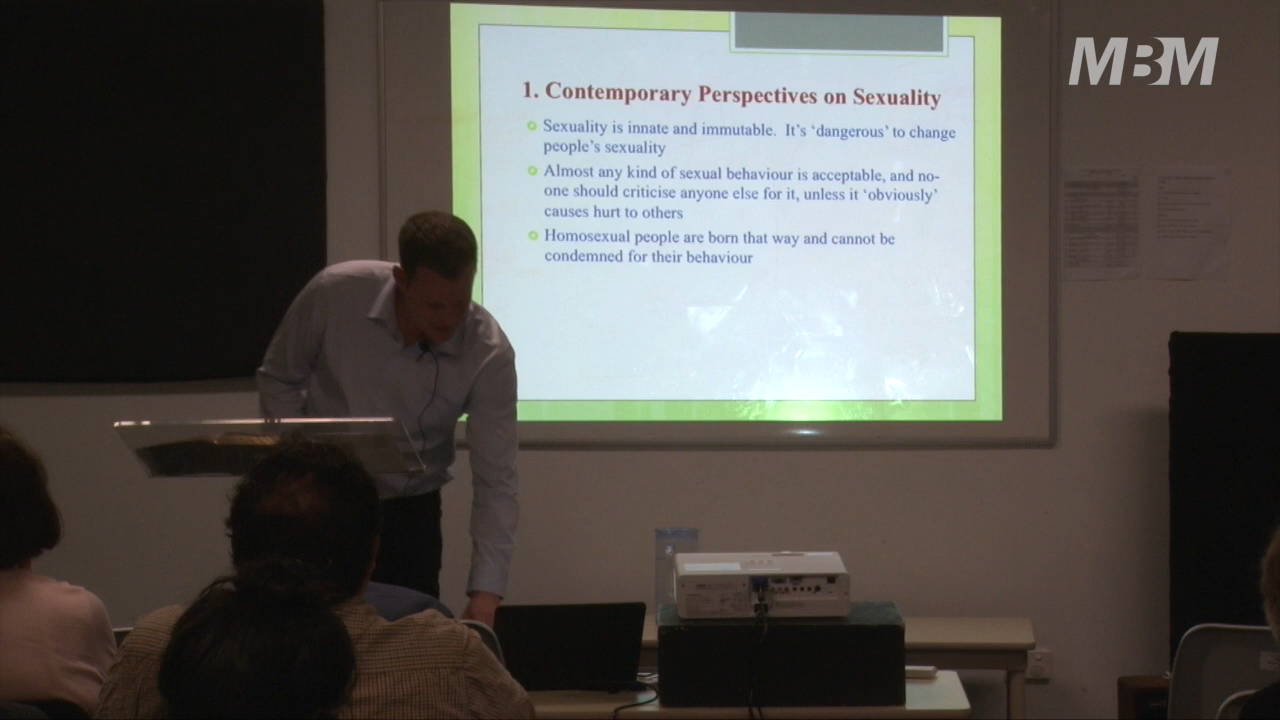 MBM
1. Contemporary Perspectives on Sexuality
Sexuality is innate and immutable. It's 'dangerous' to change
people's sexuality
Almost any kind of sexual behaviour is acceptable, and no-
one should criticise anyone else for it, unless it 'obviously'
causes hurt to others
Homosexual people are born that way and cannot be
condemned for their behaviour